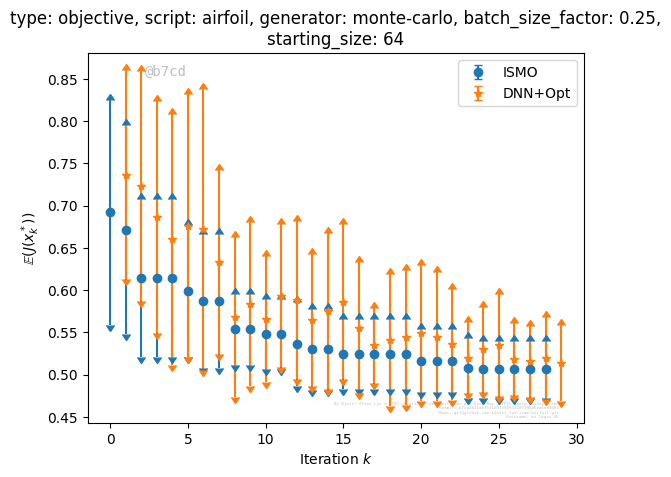 type: objective, script: airfoil, generator: monte-carlo, batch_size_factor: 0.25,
starting_size: 64
@b7cd
ISMO
DNN+Opt
0.85
0.80
0.75
0.70
0.65
0.60
0.55
0.50
0.45
𝔼(J(x_k^*))
0 5 10 15 20 25 30
Iteration k